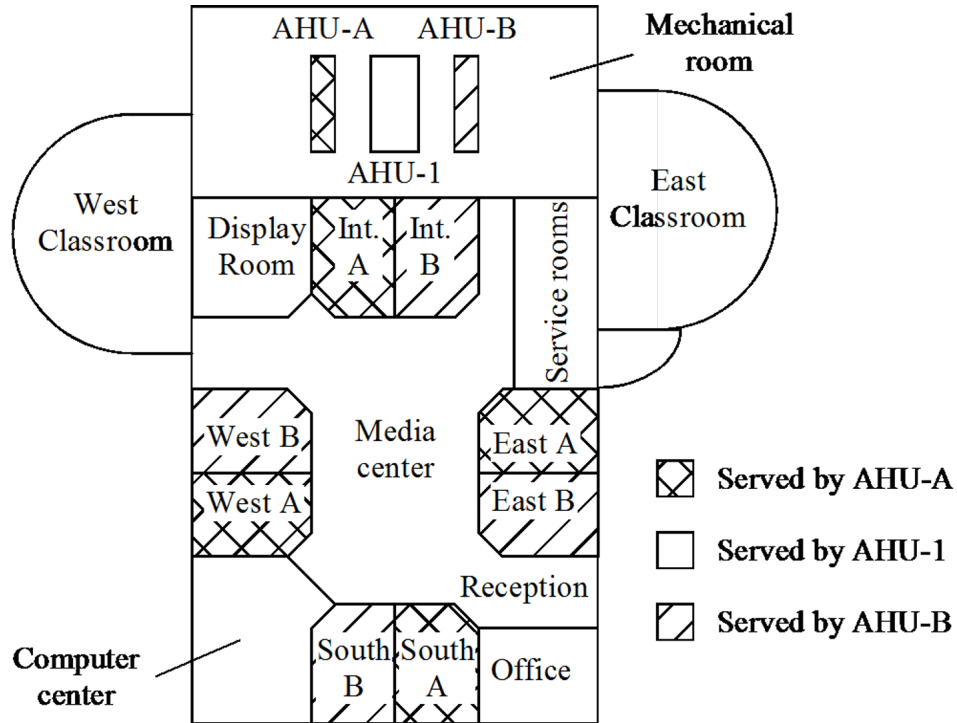 AHU-A
AHU-B
Mechanical
room
AHU-1
West
Classroom
East
Classroom
Display
Room
Int.
A
Int.
B
Service rooms
West B
Media
center
East A
West A
East B
Served by AHU-A
Served by AHU-1
Served by AHU-B
Reception
Computer
center
South
B
South
A
Office